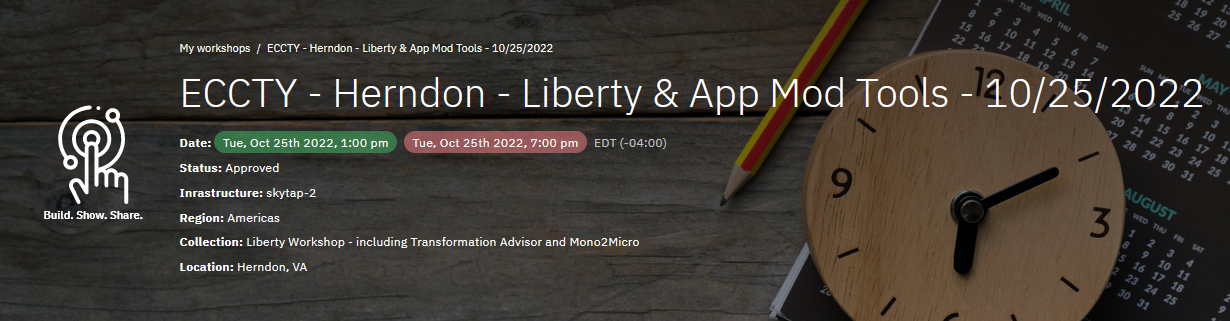 My workshops / ECCTY - Herndon - Liberty & App Mod Tools - 10/25/2022
ECCTY - Herndon - Liberty & App Mod Tools - 10/25/2022
Date: Tue, Oct 25th 2022, 1:00 pm Tue, Oct 25th 2022, 7:00 pm EDT (-04:00)
Status: Approved
Inrastructure: skytap-2
Region: Americas
Collection: Liberty Workshop - including Transformation Advisor and Mono2Micro
Location: Herndon, VA
Build. Show. Share.
12
9
3
APRIL
MAY
AUGUST